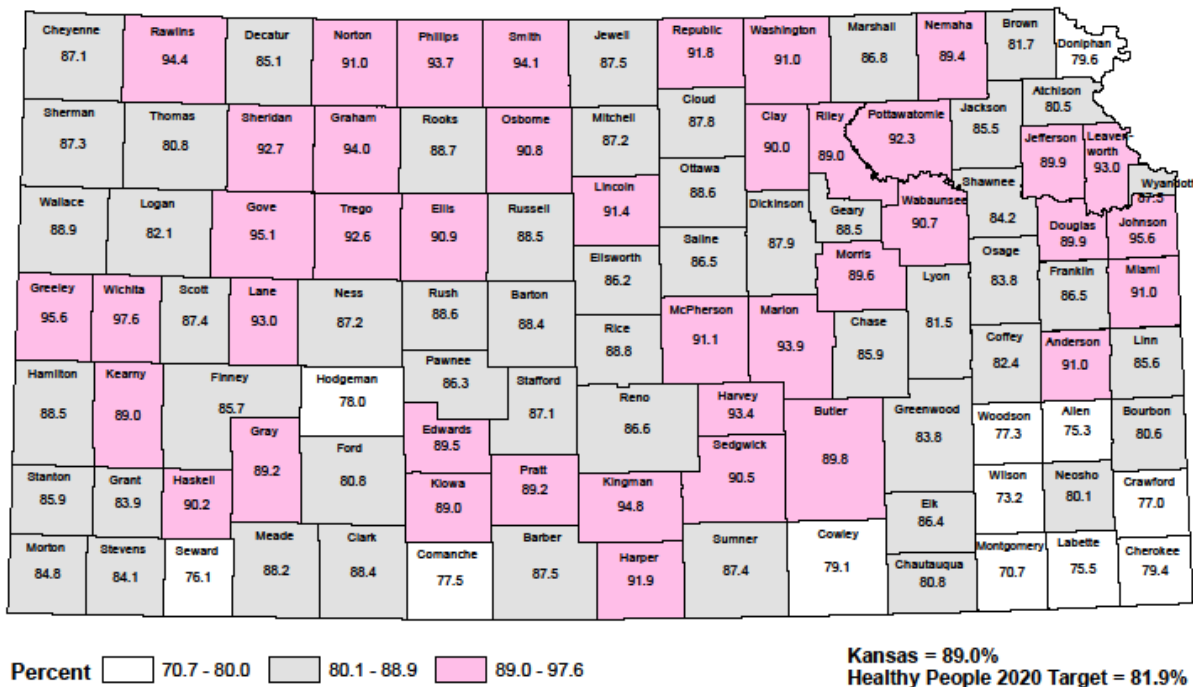 Cheyenne
87.1
Rawlins
94.4
Decatur
85.1
Norton
91.0
Phillips
93.7
Smith
94.1
Jewell
87.5
Republic
91.8
Washington
91.0
Marshall
86.8
Nemaha
89.4
Brown
81.7
Doniphan
79.6
Sherman
87.3
Thomas
80.8
Sheridan
92.7
Graham
94.0
Rooks
88.7
Osborne
90.8
Mitchell
87.2
Cloud
87.8
Clay
90.0
Riley
89.0
Pottawatomie
92.3
Jackson
85.5
Atchison
80.5
Jefferson
89.9
Leaven-
worth
93.0
Wyandott
87.5
Wallace
88.9
Logan
82.1
Gove
95.1
Trego
92.6
Ellis
90.9
Russell
88.5
Lincoln
91.4
Ottawa
88.6
Saline
86.5
Dickinson
87.9
Geary
88.5
Wabaunsee
90.7
Shawnee
84.2
Douglas
89.9
Johnson
95.6
Greeley
95.6
Wichita
97.6
Scott
87.4
Lane
93.0
Ness
87.2
Rush
88.6
Barton
88.4
Ellsworth
86.2
Rice
88.8
McPherson
91.1
Marion
93.9
Morris
89.6
Chase
85.9
Lyon
81.5
Osage
83.8
Franklin
86.5
Miami
91.0
Coffey
82.4
Anderson
91.0
Linn
85.6
Hamilton
88.5
Kearny
89.0
Finney
85.7
Hodgeman
78.0
Pawnee
86.3
Stafford
87.1
Reno
86.6
Harvey
93.4
Butler
89.8
Greenwood
83.8
Woodson
77.3
Allen
75.3
Bourbon
80.6
Gray
89.2
Ford
80.8
Edwards
89.5
Kiowa
89.0
Pratt
89.2
Kingman
94.8
Sedgwick
90.5
Elk
86.4
Wilson
73.2
Neosho
80.1
Crawford
77.0
Stanton
85.9
Grant
83.9
Haskell
90.2
Morton
84.8
Stevens
84.1
Seward
76.1
Meade
88.2
Clark
88.4
Comanche
77.5
Barber
87.5
Harper
91.9
Sumner
87.4
Cowley
79.1
Chautauqua
80.8
Montgomery
70.7
Labette
75.5
Cherokee
79.4
Percent 70.7 - 80.0 80.1 - 88.9 89.0 - 97.6
Kansas = 89.0%
Healthy People 2020 Target = 81.9%